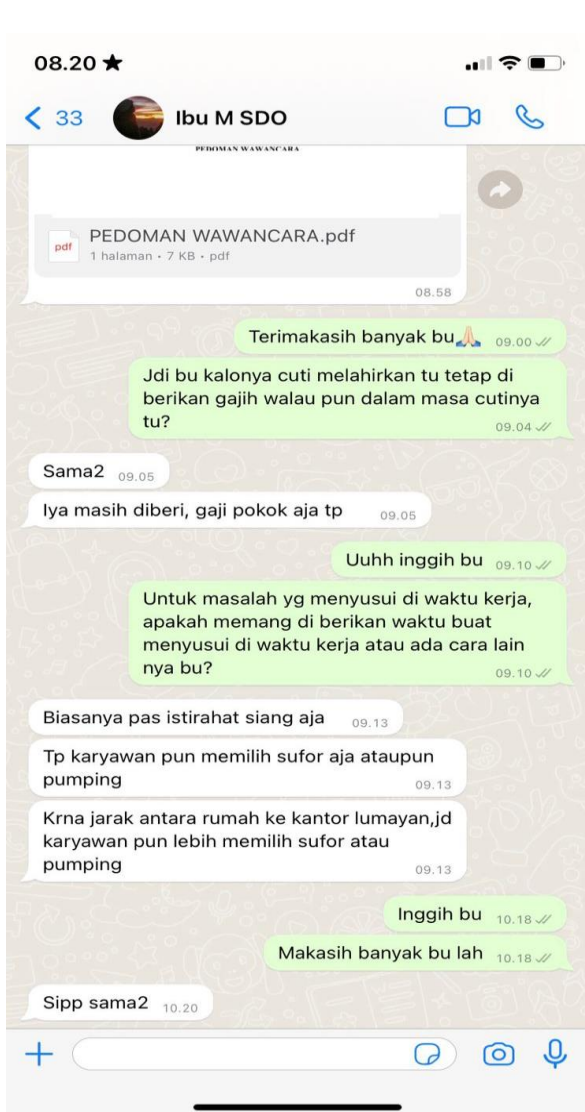 08.20 ★
33
Ibu M SDO
PEDOMAN WAWANCARA
pdf
PEDOMAN WAWANCARA.pdf
1 halaman • 7 KB • pdf
08.58
Terimakasih banyak bu🙏🏻 09.00
Jdi bu kalonya cuti melahirkan tu tetap di
berikan gajih walau pun dalam masa cutinya
tu?
09.04
Sama2 09.05
Iya masih diberi, gaji pokok aja tp 09.05
Uuhh inggih bu 09.10
Untuk masalah yg menyusui di waktu kerja,
apakah memang di berikan waktu buat
menyusui di waktu kerja atau ada cara lain
nya bu?
09.10
Biasanya pas istirahat siang aja 09.13
Tp karyawan pun memilih sufor aja ataupun
pumping
09.13
Krna jarak antara rumah ke kantor lumayan,jd
karyawan pun lebih memilih sufor atau
pumping
09.13
Inggih bu 10.18
Makasih banyak bu lah 10.18
Sipp sama2 10.20